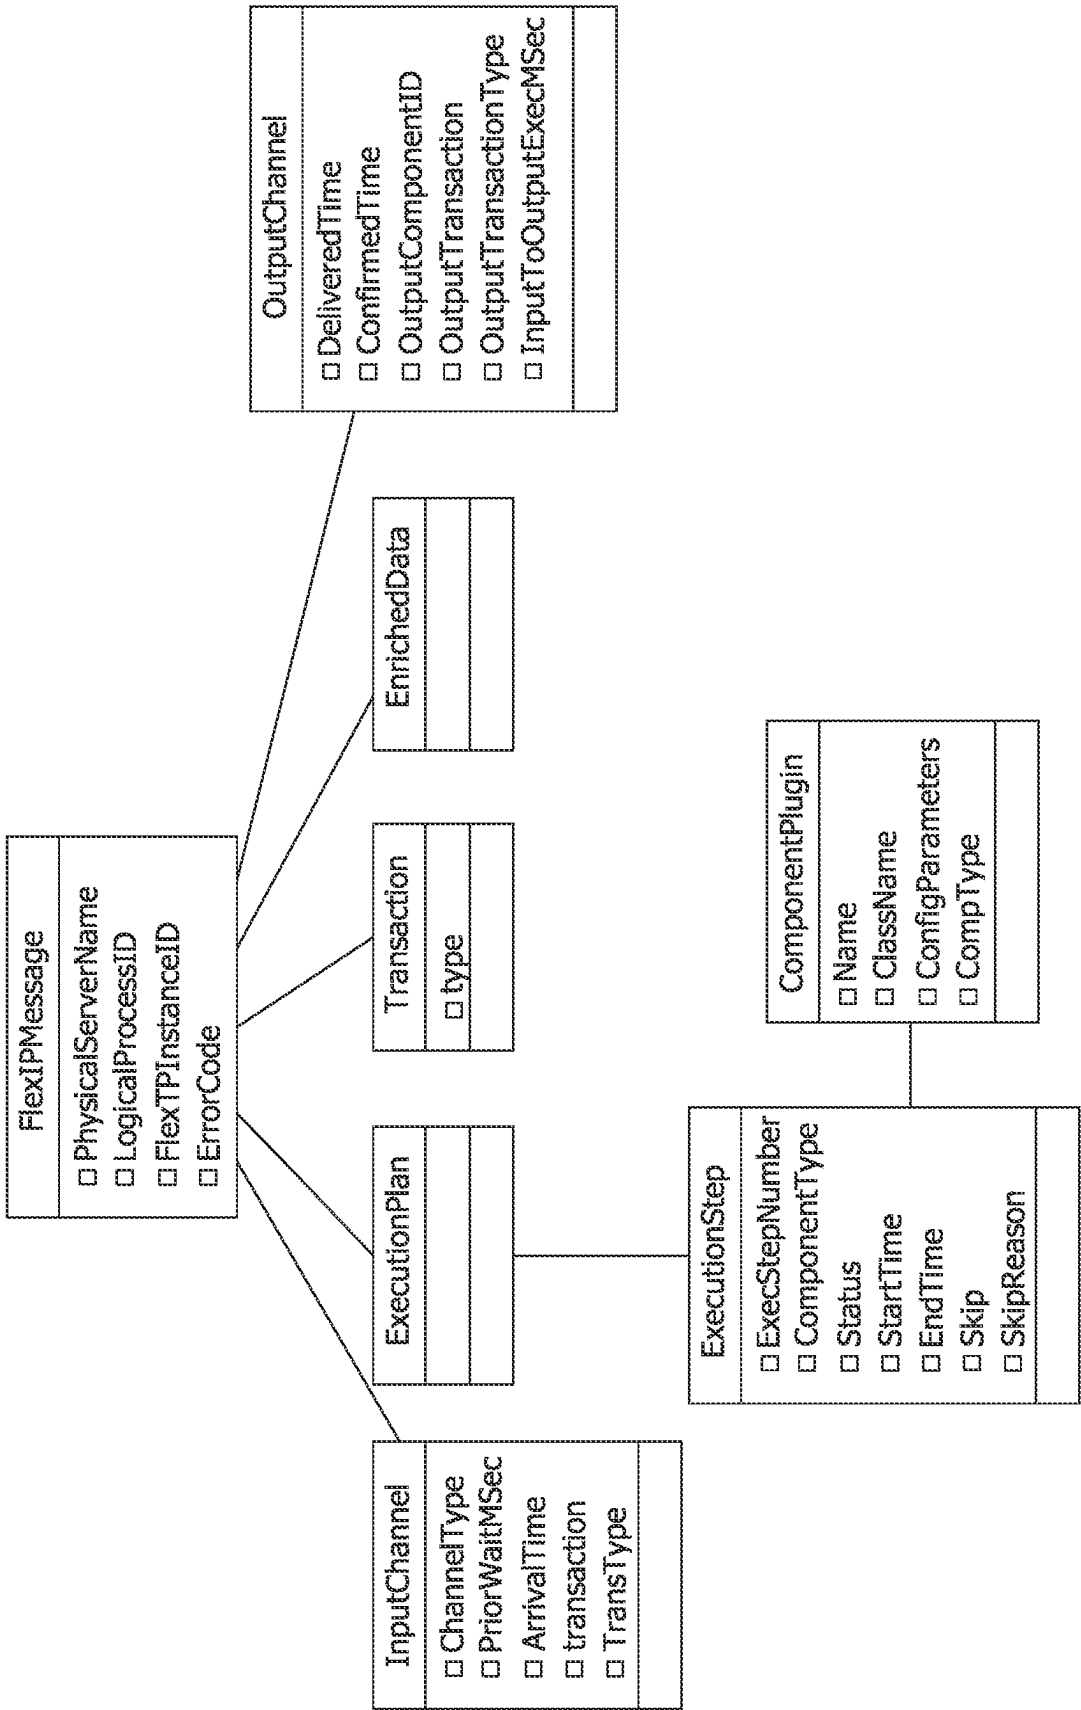 FlexIPMessage
PhysicalServerName
LogicalProcessID
FlexTPInstanceID
ErrorCode
InputChannel
ChannelType
PriorWaitMSec
ArrivalTime
transaction
TransType
ExecutionPlan
Transaction
type
EnrichedData
OutputChannel
DeliveredTime
ConfirmedTime
OutputComponentID
OutputTransaction
OutputTransactionType
InputToOutputExecMSec
ExecutionStep
ExecStepNumber
ComponentType
Status
StartTime
EndTime
Skip
SkipReason
ComponentPlugin
Name
ClassName
ConfigParameters
CompType